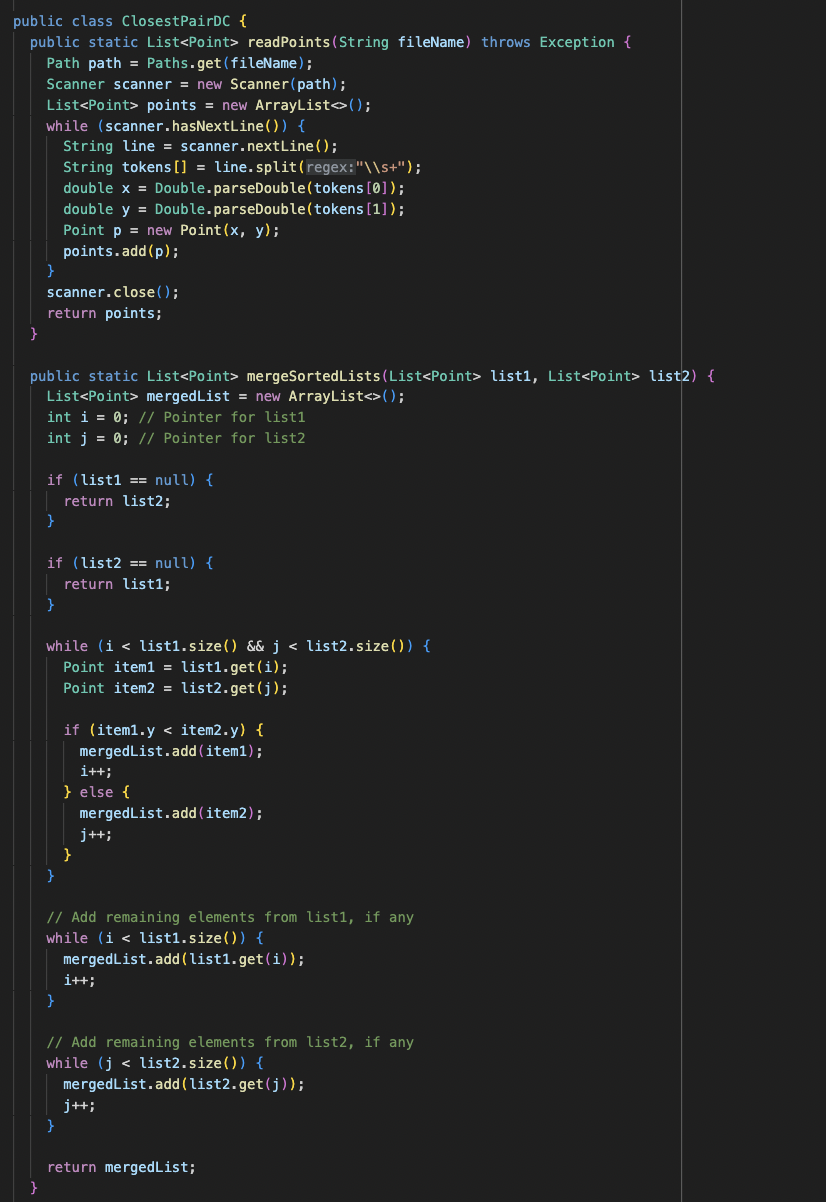 public class ClosestPairDC {
  public static List<Point> readPoints(String fileName) throws Exception {
    Path path = Paths.get(fileName);
    Scanner scanner = new Scanner(path);
    List<Point> points = new ArrayList<>();
    while (scanner.hasNextLine()) {
      String line = scanner.nextLine();
      String tokens[] = line.split(regex:"\\s+");
      double x = Double.parseDouble(tokens[0]);
      double y = Double.parseDouble(tokens[1]);
      Point p = new Point(x, y);
      points.add(p);
    }
    scanner.close();
    return points;
  }

  public static List<Point> mergeSortedLists(List<Point> list1, List<Point> list2) {
    List<Point> mergedList = new ArrayList<>();
    int i = 0; // Pointer for list1
    int j = 0; // Pointer for list2

    if (list1 == null) {
      return list2;
    }

    if (list2 == null) {
      return list1;
    }

    while (i < list1.size() && j < list2.size()) {
      Point item1 = list1.get(i);
      Point item2 = list2.get(j);

      if (item1.y < item2.y) {
        mergedList.add(item1);
        i++;
      } else {
        mergedList.add(item2);
        j++;
      }
    }

    // Add remaining elements from list1, if any
    while (i < list1.size()) {
      mergedList.add(list1.get(i));
      i++;
    }

    // Add remaining elements from list2, if any
    while (j < list2.size()) {
      mergedList.add(list2.get(j));
      j++;
    }

    return mergedList;
  }